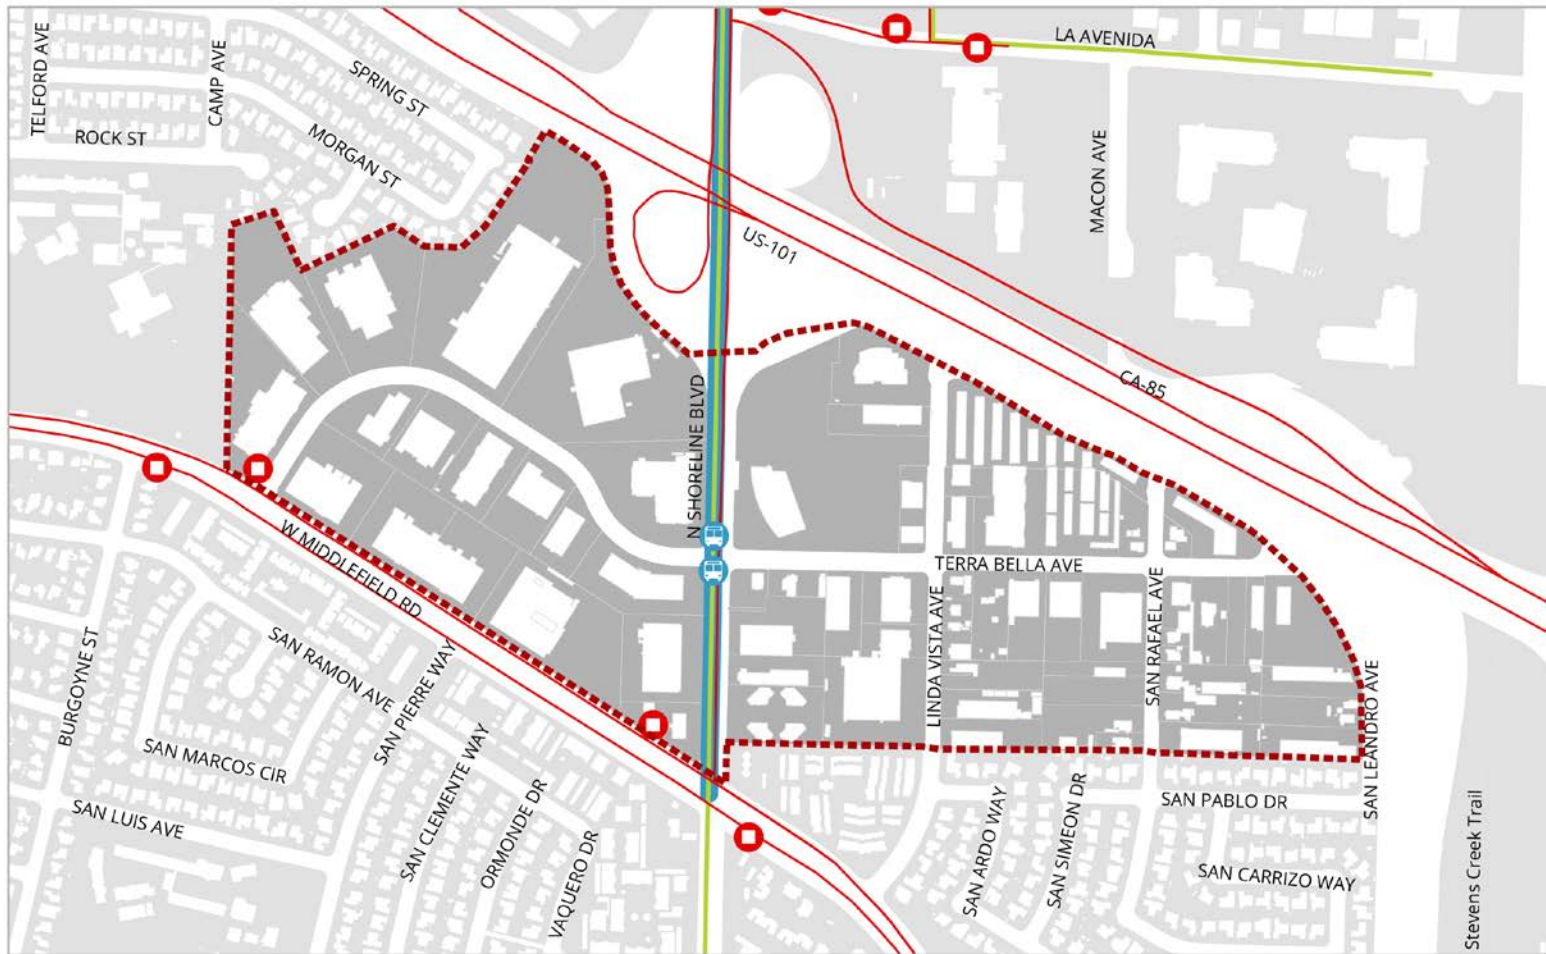 TELFORD AVE
CAMP AVE
SPRING ST
LA AVENIDA
ROCK ST
MORGAN ST
MACON AVE
US-101
CA-85
N SHORELINE BLVD
W MIDDLEFIELD RD
TERRA BELLA AVE
LINDA VISTA AVE
SAN RAFAEL AVE
BURGOYNE ST
SAN RAMON AVE
SAN PIERRE WAY
SAN LEANDRO AVE
SAN MARCOS CIR
SAN CLEMENTE WAY
ORMONDE DR
VAQUERO DR
SAN LUIS AVE
SAN ARDO WAY
SAN SIMEON DR
SAN PABLO DR
SAN CARRIZO WAY
Stevens Creek Trail